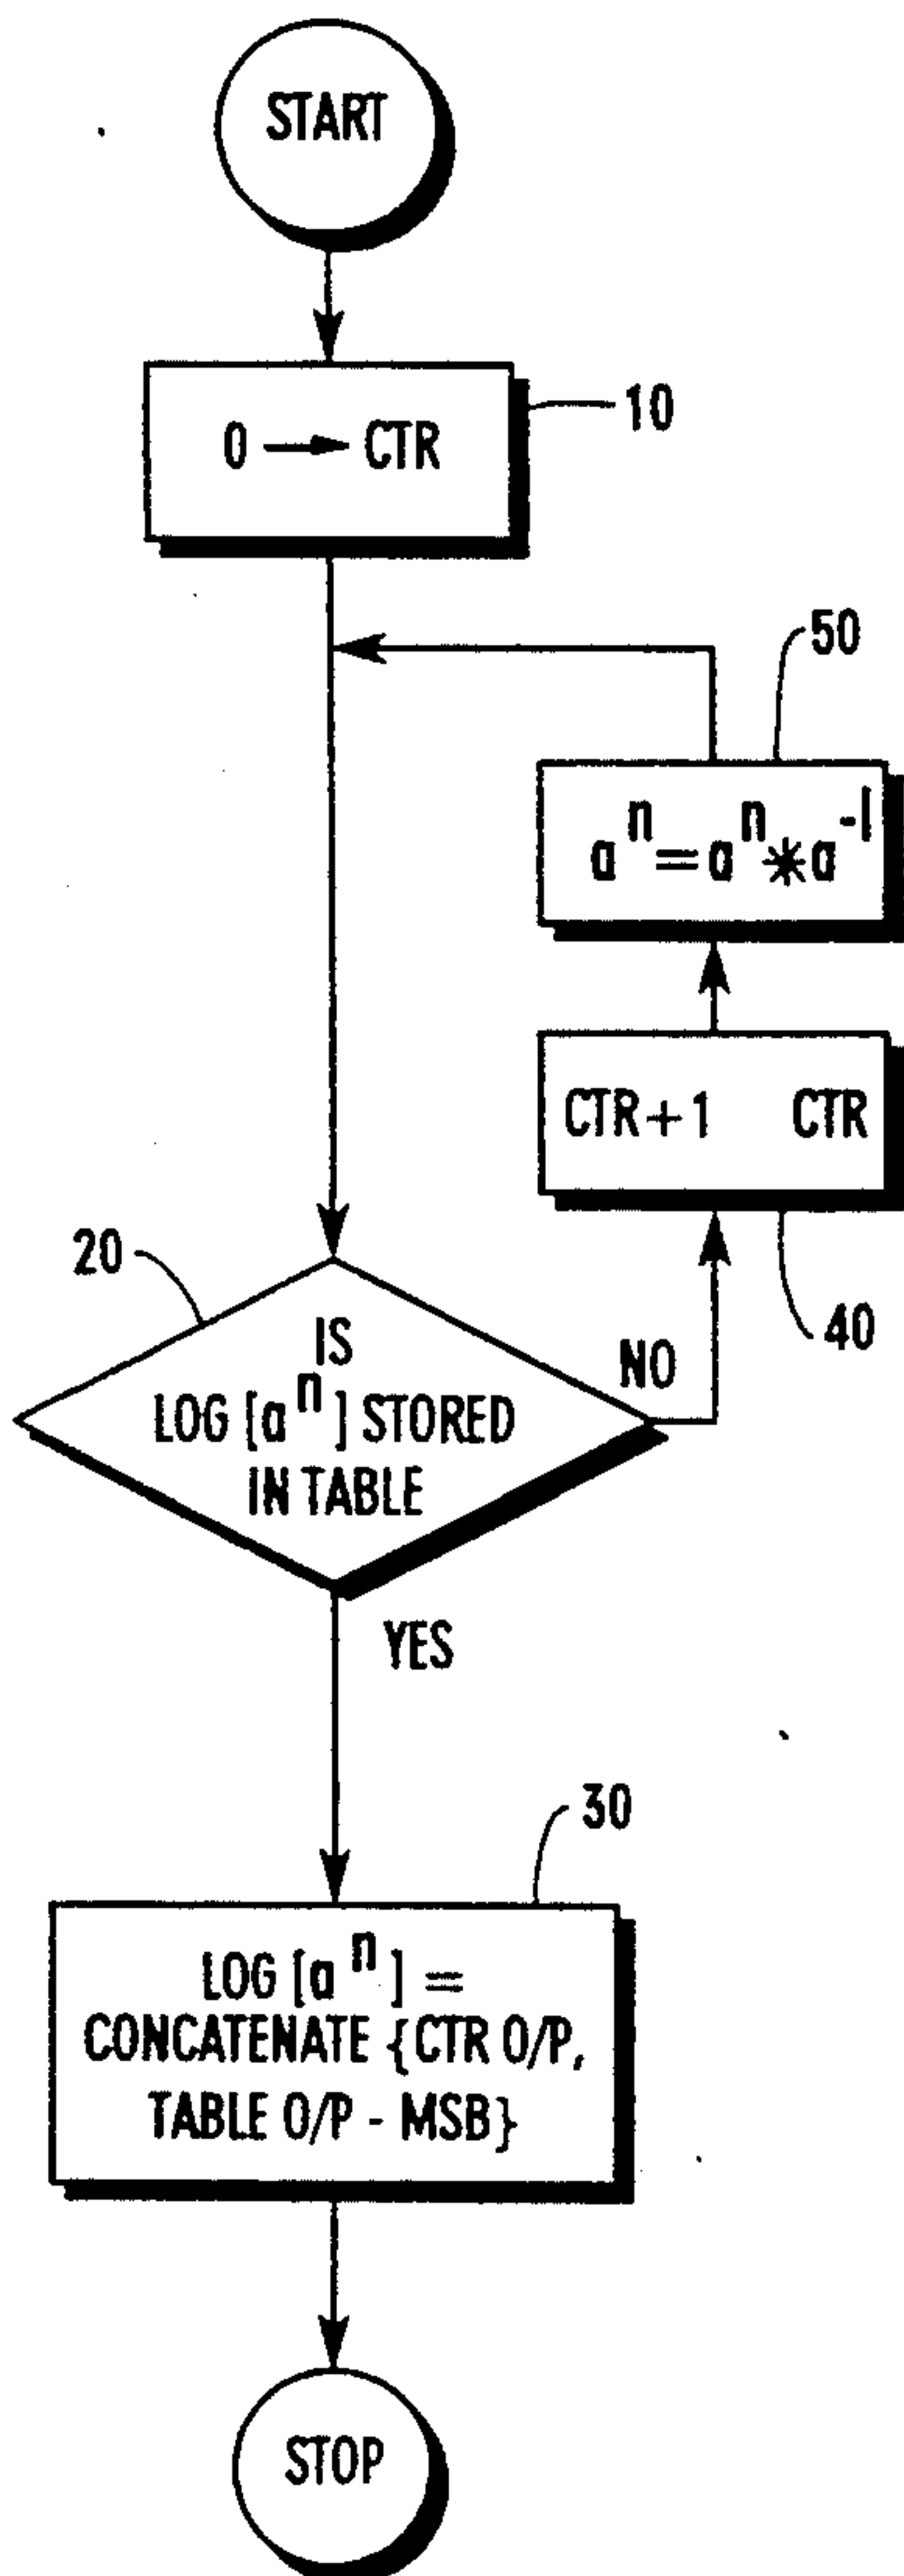 START
0 → CTR
10
50
a^n = a^n * a^-1
CTR+1 CTR
40
20
IS
LOG [a^n] STORED
IN TABLE
NO
YES
30
LOG [a^n] =
CONCATENATE {CTR O/P,
TABLE O/P - MSB}
STOP